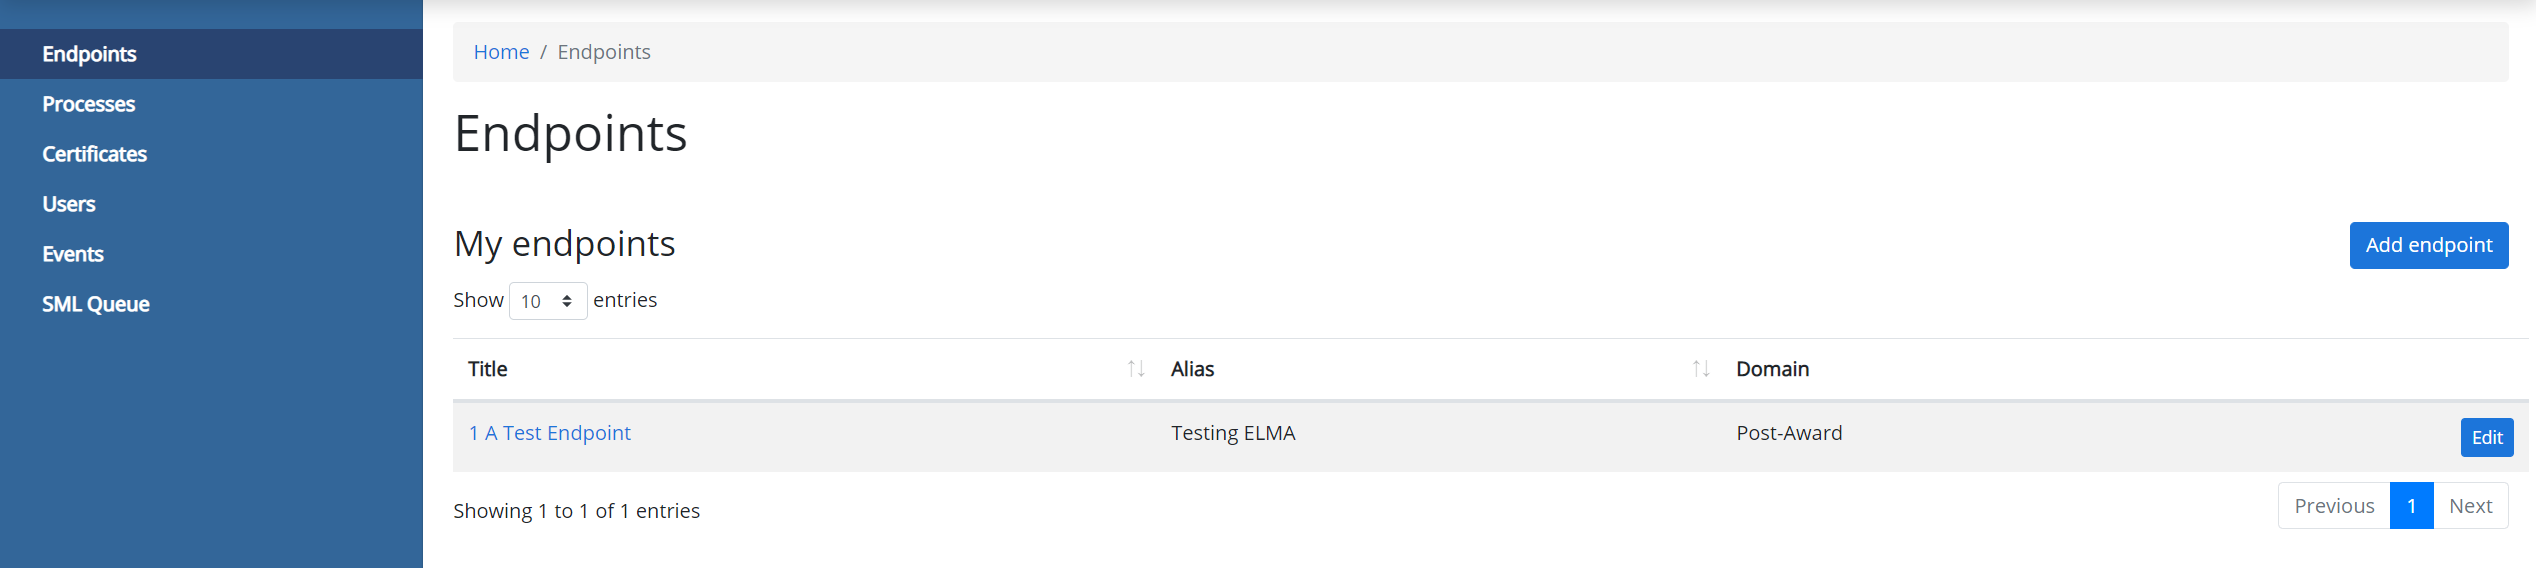 Endpoints
Processes
Certificates
Users
Events
SML Queue
Home / Endpoints
Endpoints
My endpoints
Add endpoint
Show 10 entries
Title Alias Domain
1 A Test Endpoint Testing ELMA Post-Award Edit
Showing 1 to 1 of 1 entries
Previous 1 Next